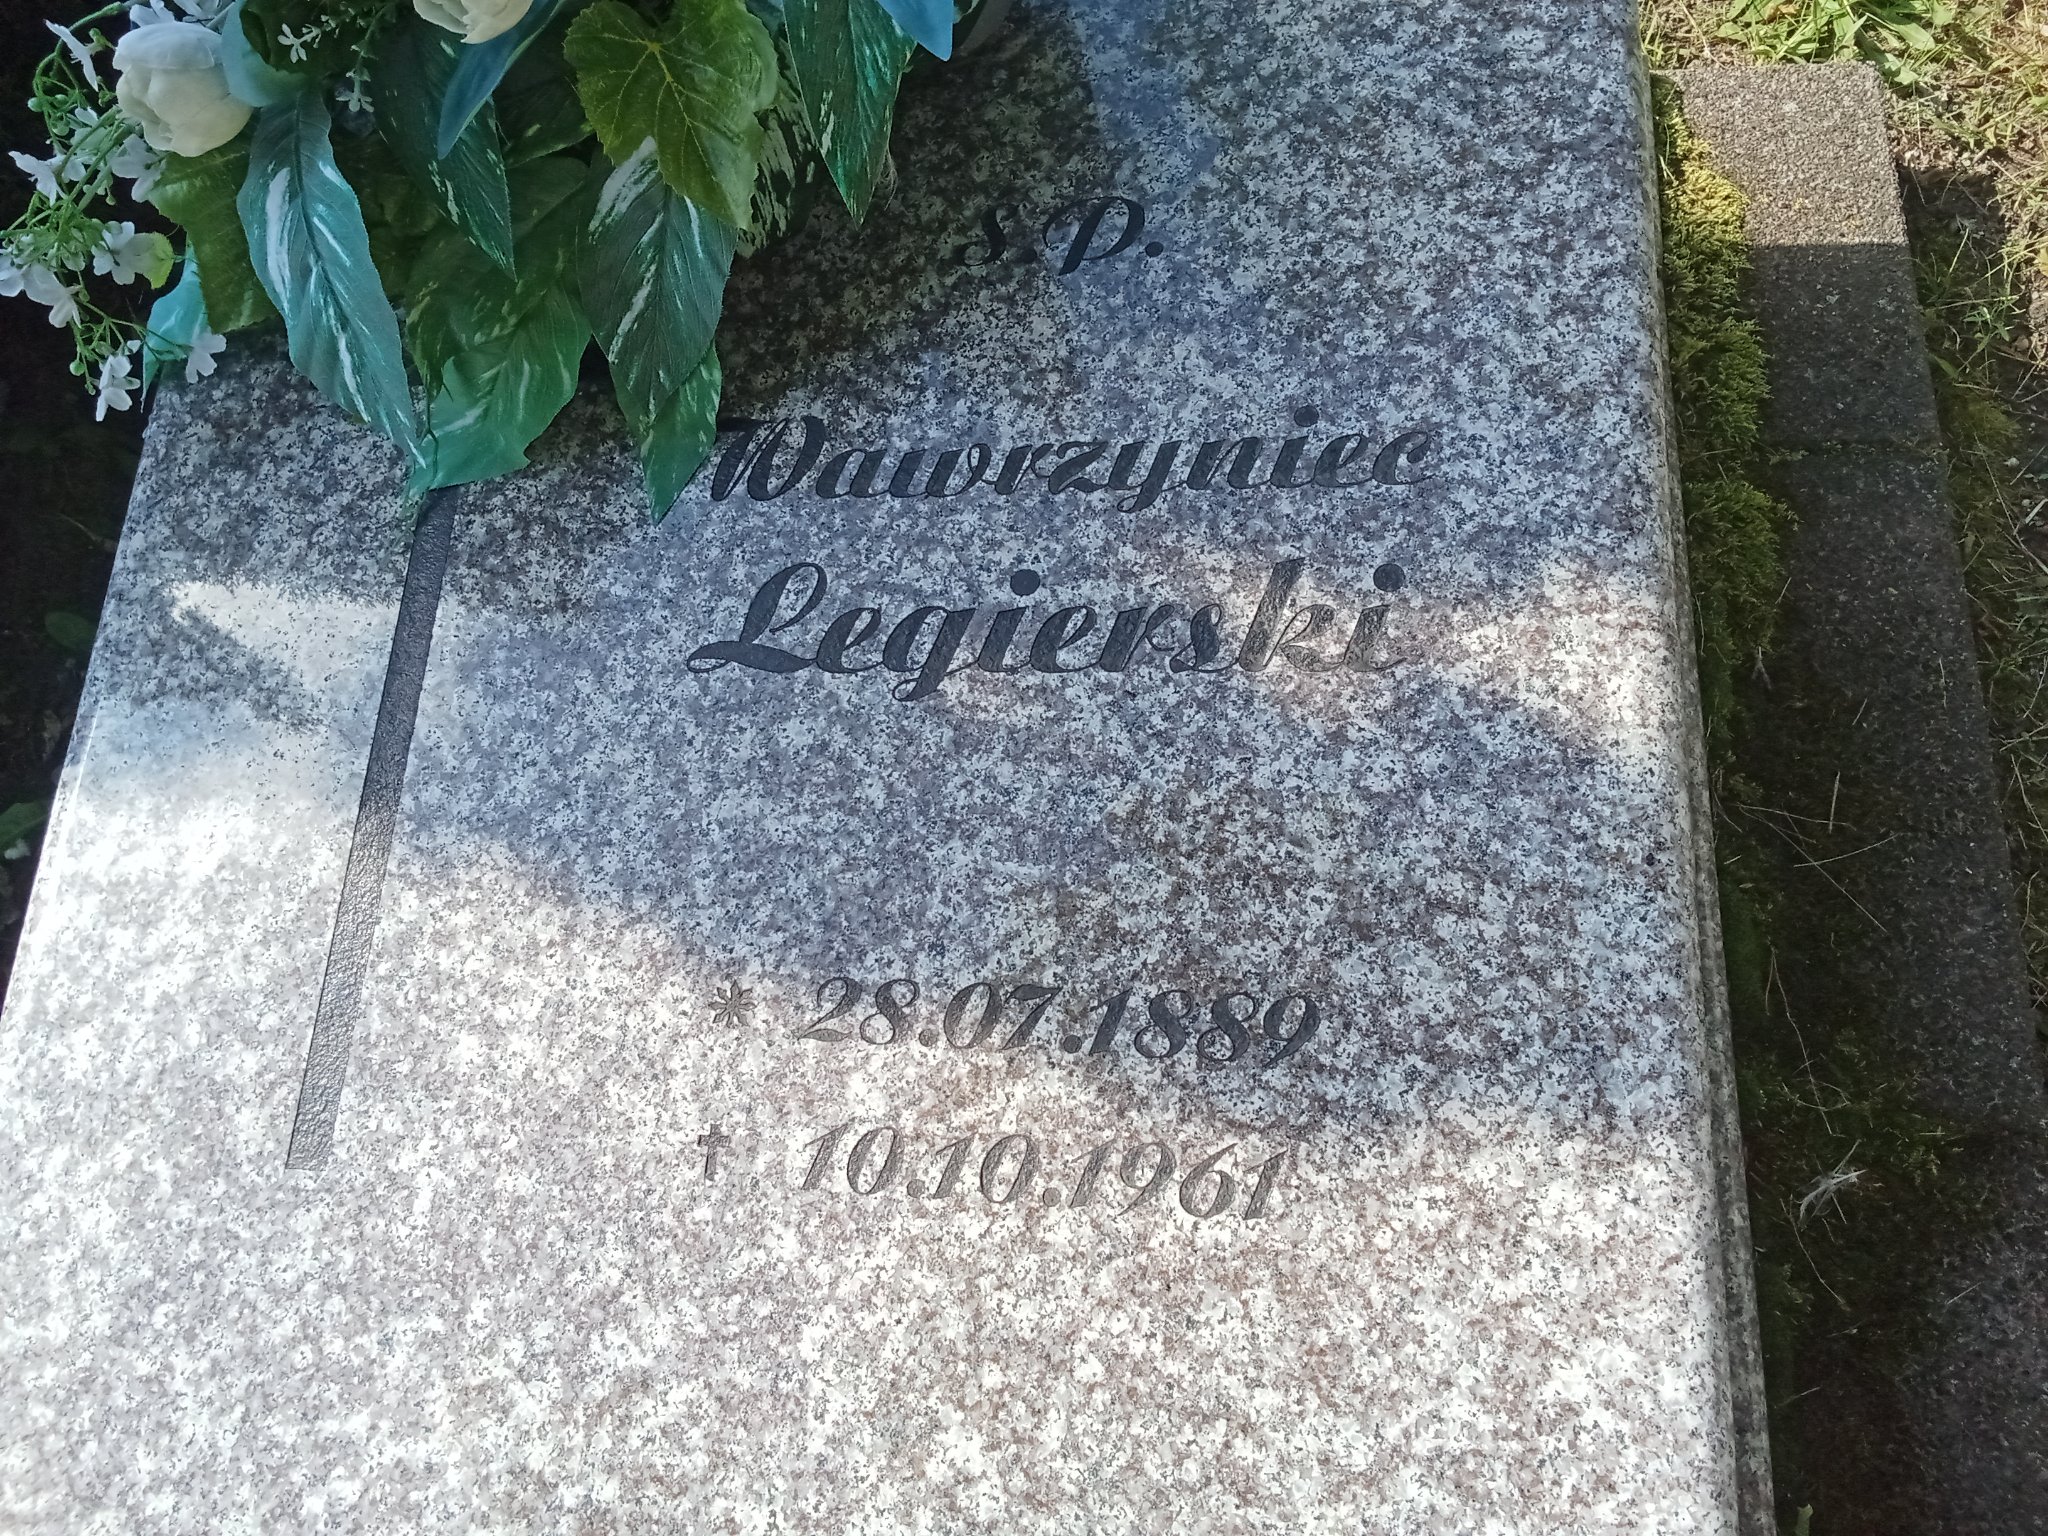 ś.P.
Wawrzyniec
Legierski
* 28.07.1889
† 10.10.1961